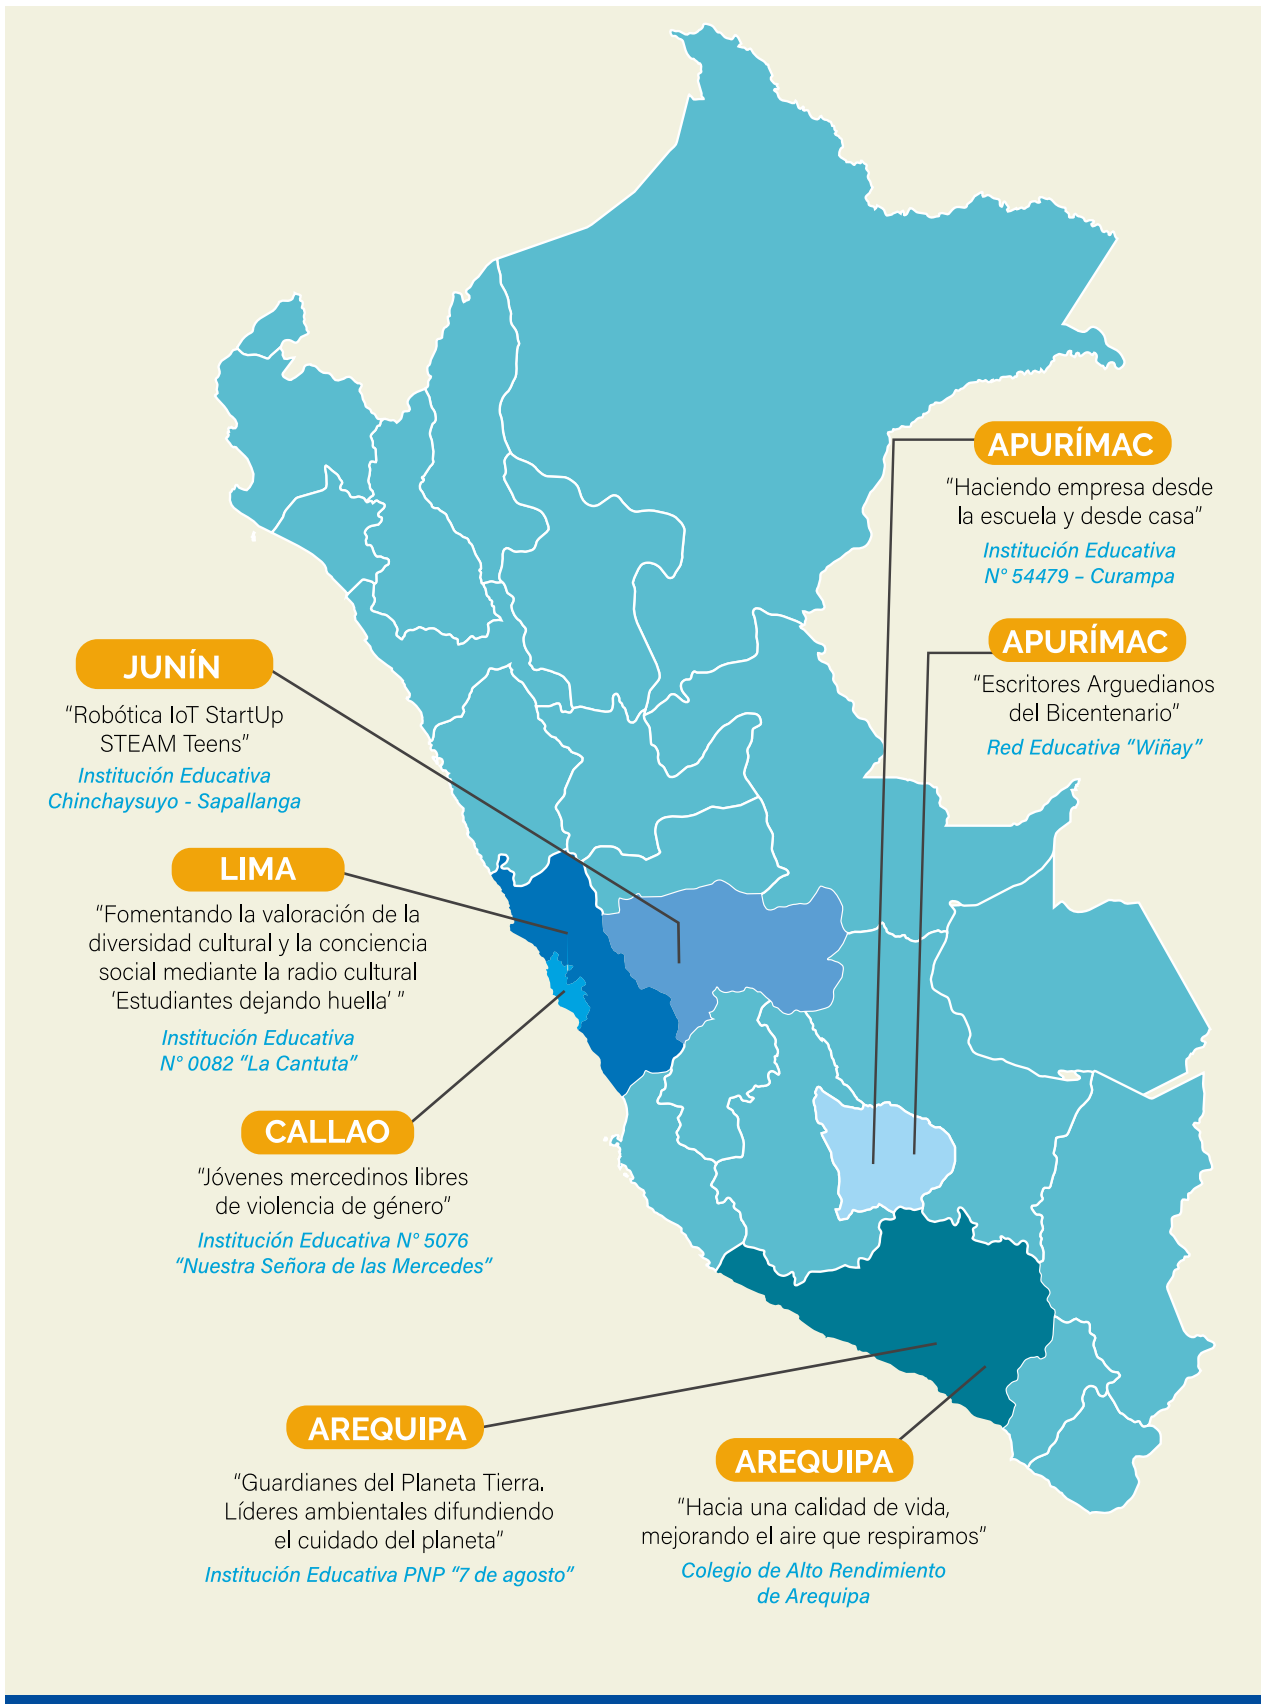 APURÍMAC
“Haciendo empresa desde
la escuela y desde casa”
Institución Educativa
N° 54479 – Curampa
APURÍMAC
“Escritores Arguedianos
del Bicentenario”
Red Educativa “Wiñay”
JUNÍN
“Robótica IoT StartUp
STEAM Teens”
Institución Educativa
Chinchaysuyo - Sapallanga
LIMA
“Fomentando la valoración de la
diversidad cultural y la conciencia
social mediante la radio cultural
‘Estudiantes dejando huella’ ”
Institución Educativa
N° 0082 “La Cantuta”
CALLAO
“Jóvenes mercedinos libres
de violencia de género”
Institución Educativa N° 5076
“Nuestra Señora de las Mercedes”
AREQUIPA
“Guardianes del Planeta Tierra.
Líderes ambientales difundiendo
el cuidado del planeta”
Institución Educativa PNP “7 de agosto”
AREQUIPA
“Hacia una calidad de vida,
mejorando el aire que respiramos”
Colegio de Alto Rendimiento
de Arequipa